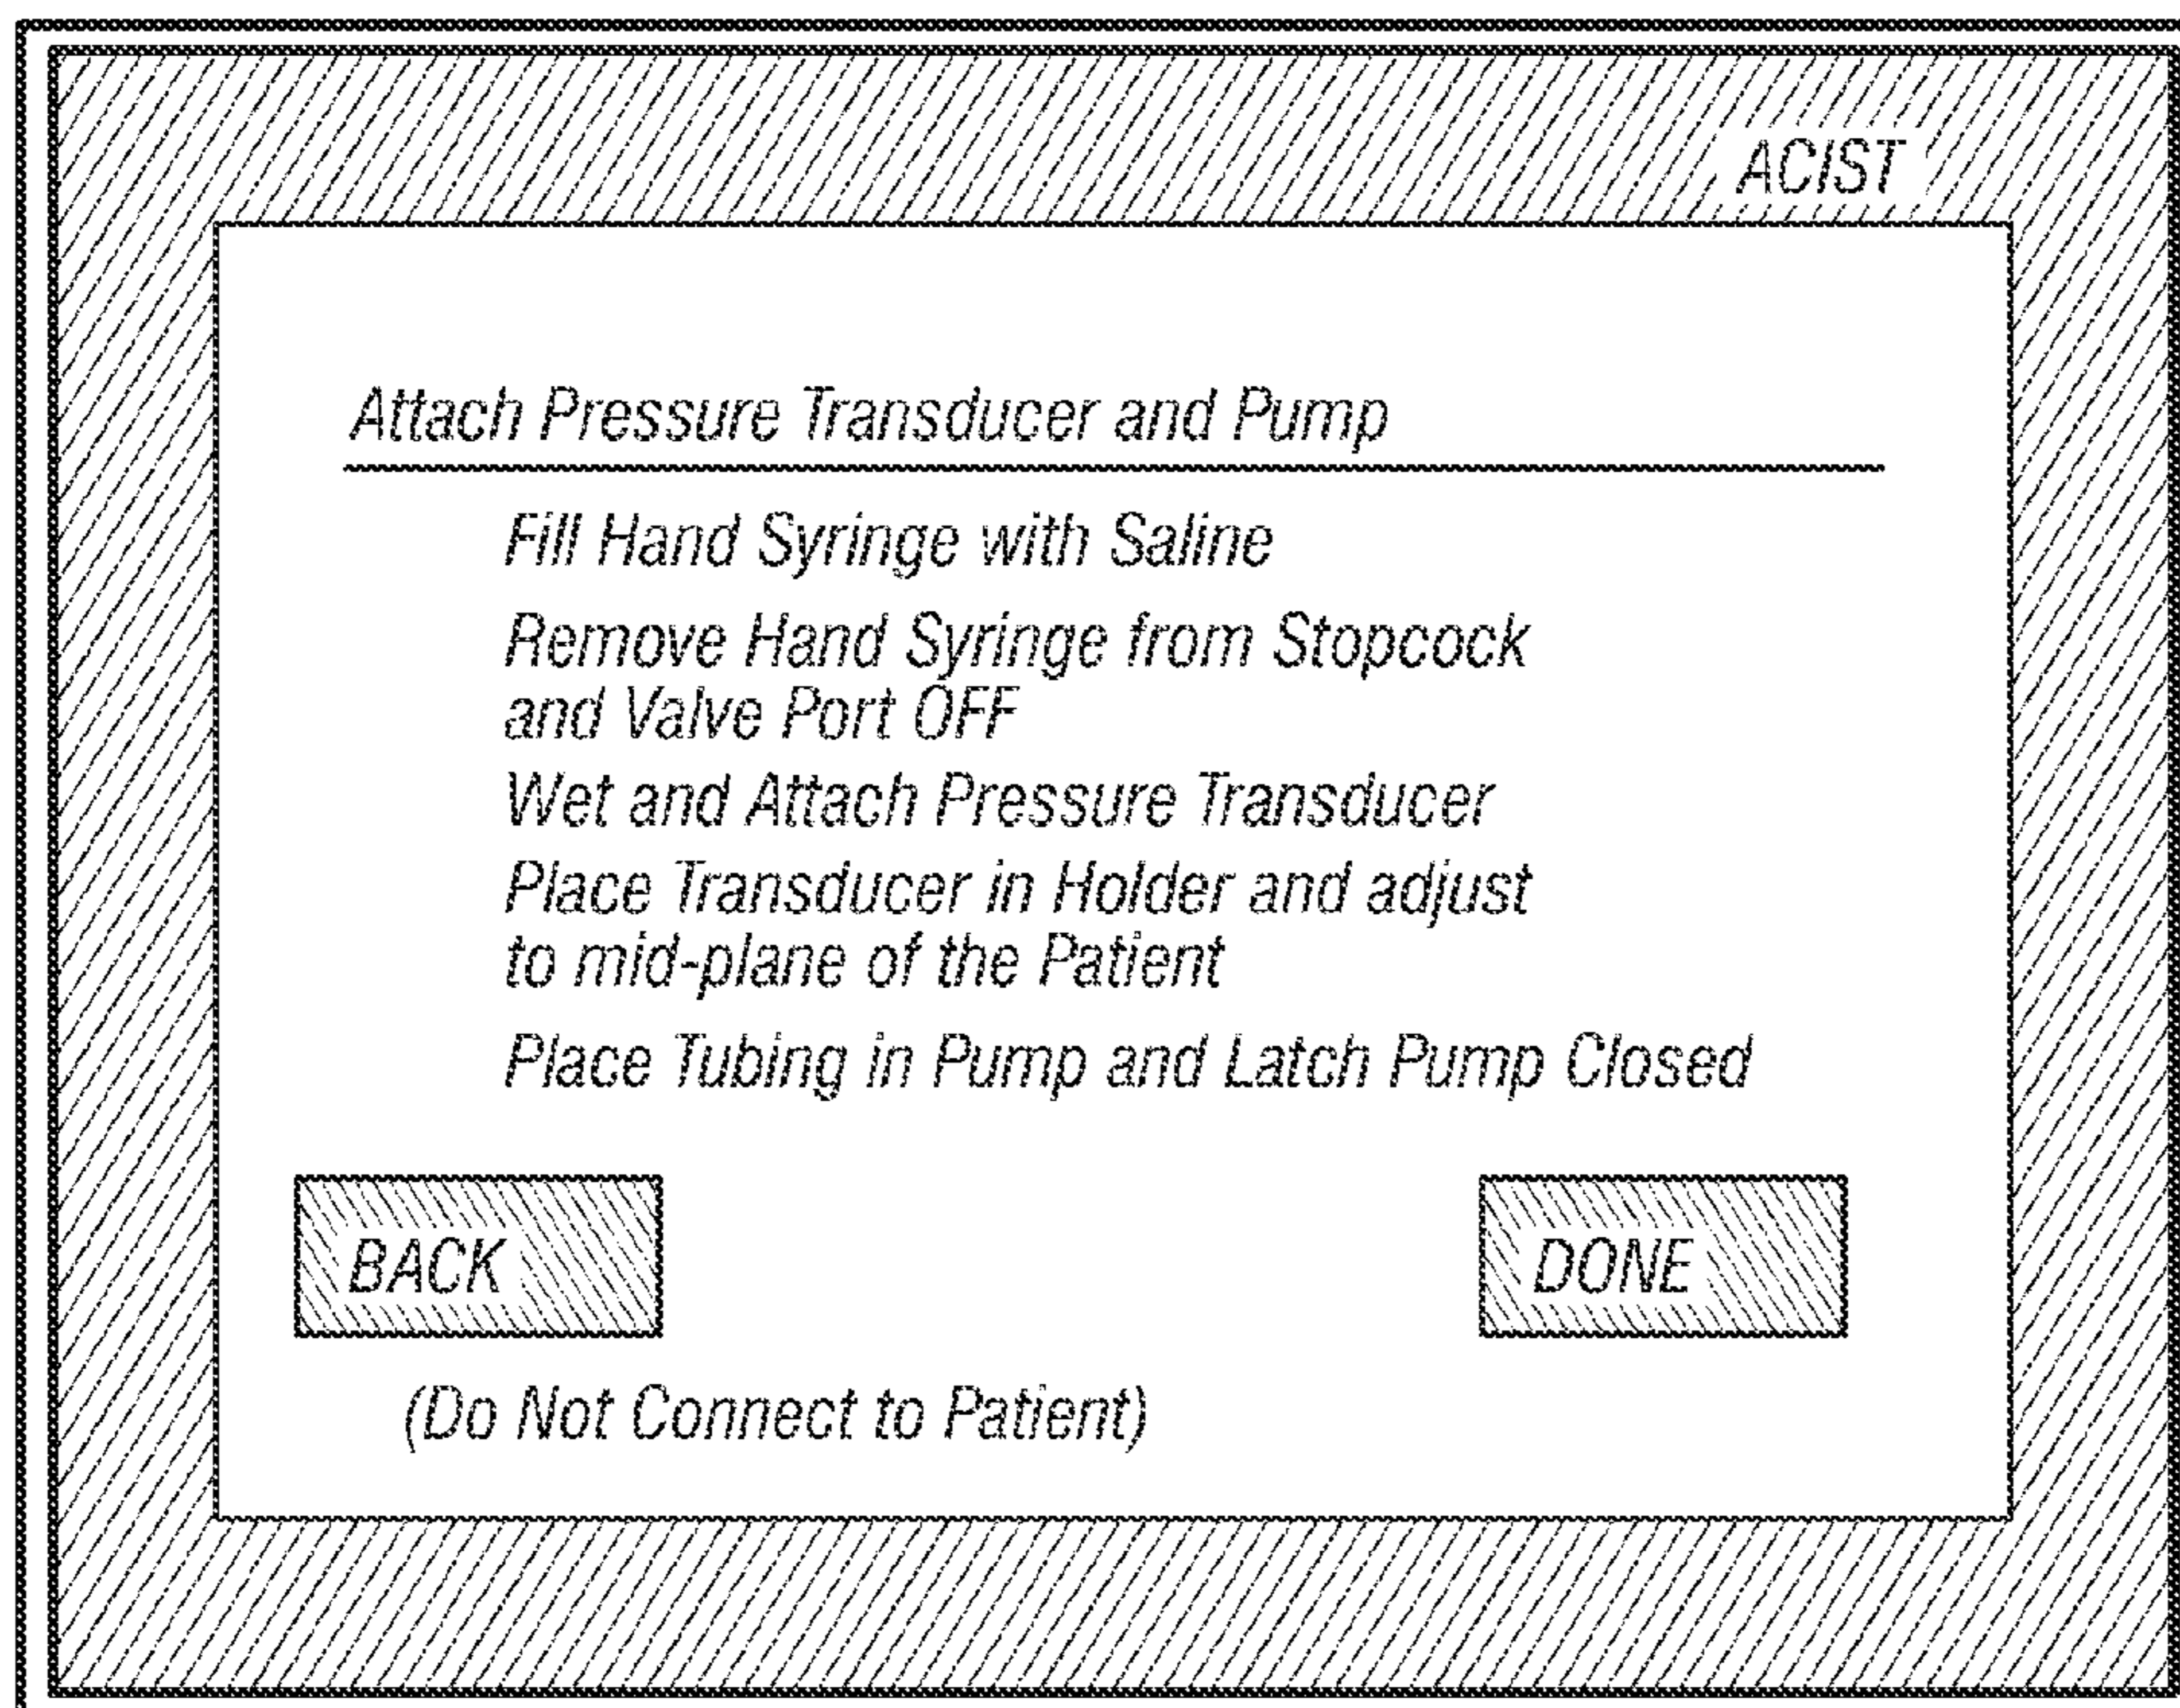 ACIST
Attach Pressure Transducer and Pump
Fill Hand Syringe with Saline
Remove Hand Syringe from Stopcock
and Valve Port OFF
Wet and Attach Pressure Transducer
Place Transducer in Holder and adjust
to mid-plane of the Patient
Place Tubing in Pump and Latch Pump Closed
BACK
DONE
(Do Not Connect to Patient)